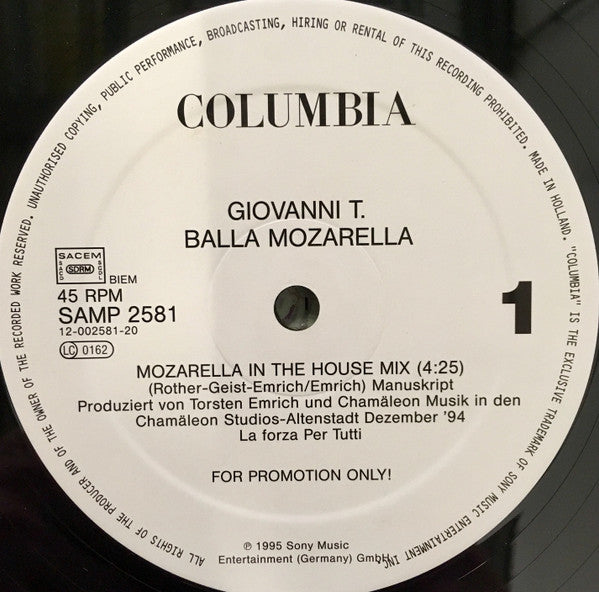 ALL RIGHTS OF THE PRODUCER AND OF THE OWNER OF THE RECORDED WORK RESERVED. UNAUTHORISED COPYING, PUBLIC PERFORMANCE, BROADCASTING, HIRING OR RENTAL OF THIS RECORDING PROHIBITED. MADE IN HOLLAND. "COLUMBIA" IS THE EXCLUSIVE TRADEMARK OF SONY MUSIC ENTERTAINMENT INC.
COLUMBIA
GIOVANNI T.
BALLA MOZARELLA
SACEM
SACD
SDRM
SGDL
BIEM
45 RPM
SAMP 2581
12-002581-20
LC 0162
1
MOZARELLA IN THE HOUSE MIX (4:25)
(Rother-Geist-Emrich/Emrich) Manuskript
Produziert von Torsten Emrich und Chamäleon Musik in den
Chamäleon Studios-Altenstadt Dezember '94
La forza Per Tutti
FOR PROMOTION ONLY!
℗ 1995 Sony Music
Entertainment (Germany) GmbH